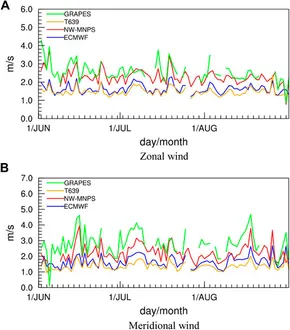 A
6.0
GRAPES
T639
5.0
NW-MNPS
ECMWF
4.0
m/s
3.0
2.0
1.0
0.0
1/JUN 1/JUL 1/AUG
day/month
Zonal wind
B
7.0
GRAPES
6.0
T639
NW-MNPS
5.0
ECMWF
4.0
m/s
3.0
2.0
1.0
0.0
1/JUN 1/JUL 1/AUG
day/month
Meridional wind